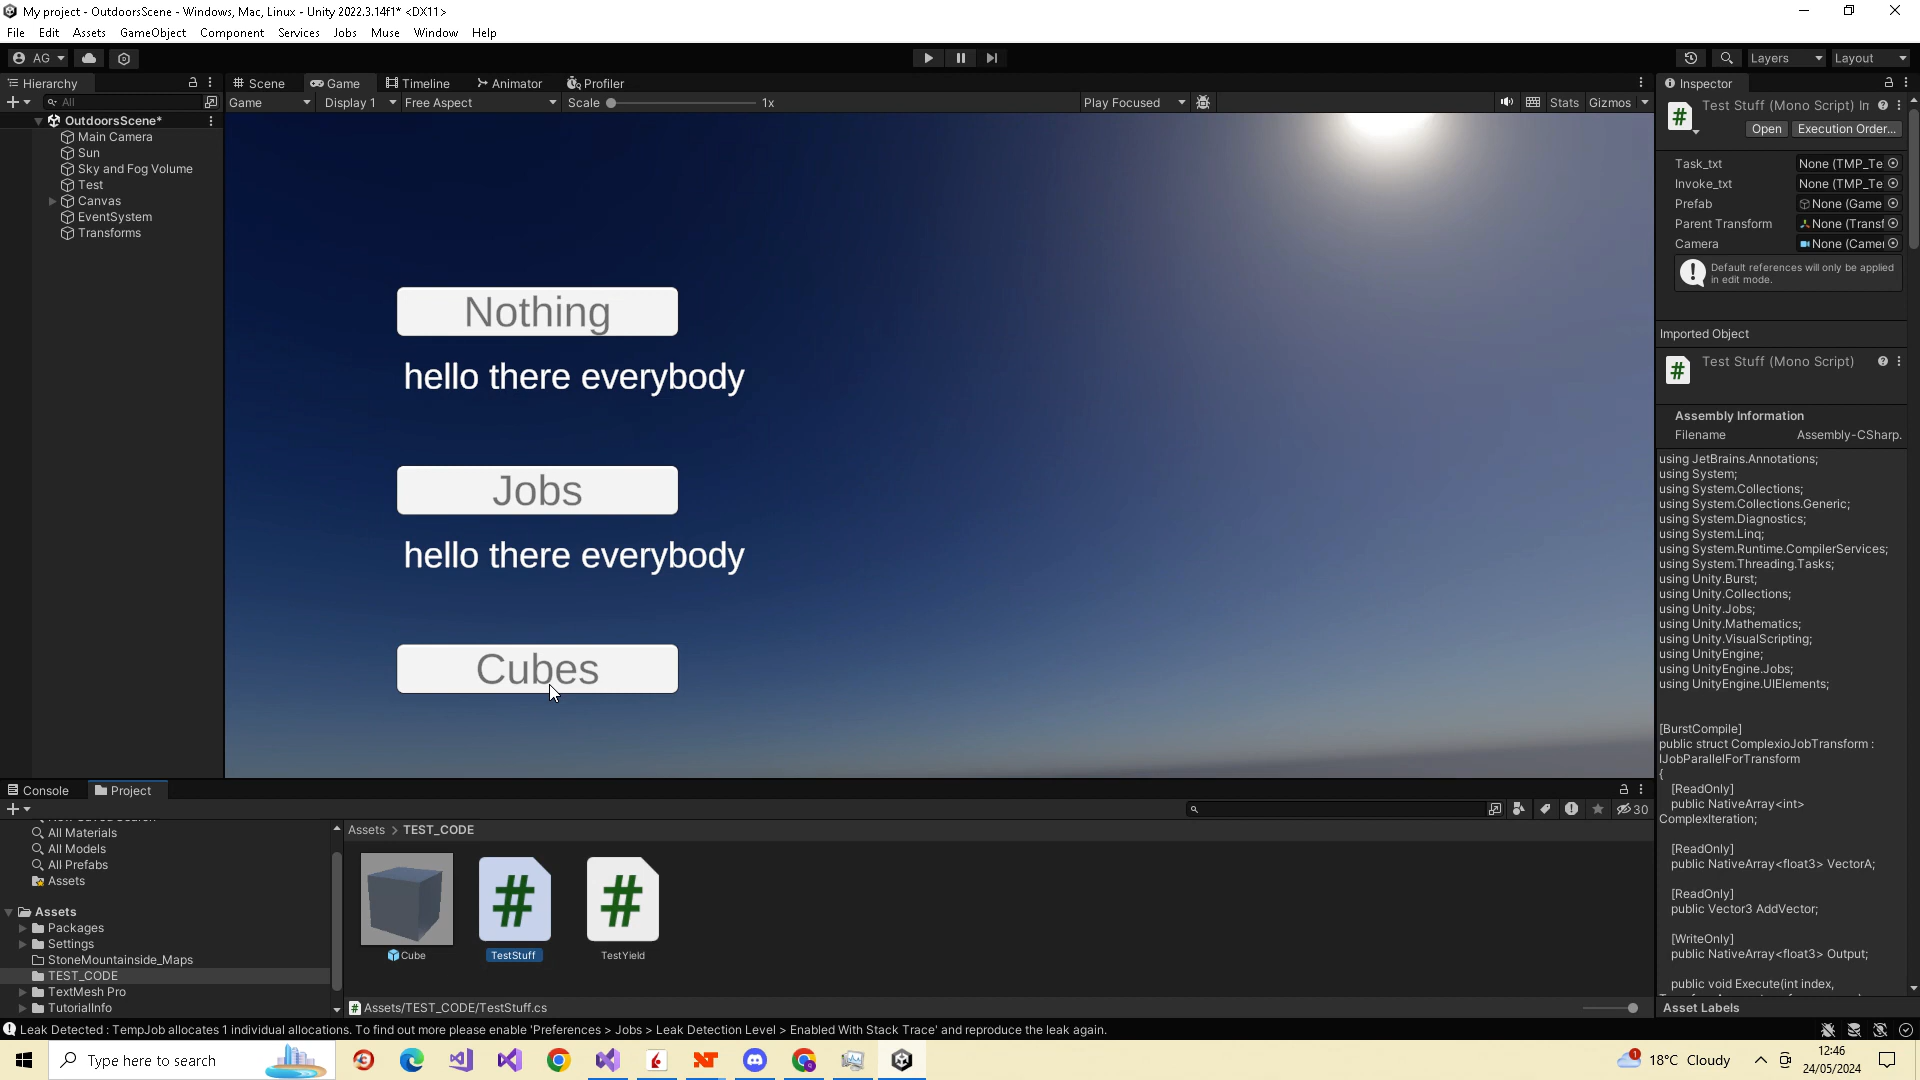 My project - OutdoorsScene - Windows, Mac, Linux - Unity 2022.3.14f1* <DX11>
File Edit Assets GameObject Component Services Jobs Muse Window Help
AG
Layers Layout
Hierarchy
Scene Game Timeline Animator Profiler
Inspector
All
Game Display 1 Free Aspect Scale 1x Play Focused Stats Gizmos
Test Stuff (Mono Script) Im
Open Execution Order...
OutdoorsScene*
Main Camera
Sun
Sky and Fog Volume
Test
Canvas
EventSystem
Transforms
Task_txt None (TMP_Te
Invoke_txt None (TMP_Te
Prefab None (Game
Parent Transform None (Transf
Camera None (Camer
Default references will only be applied
in edit mode.
Nothing
hello there everybody
Jobs
hello there everybody
Cubes
Imported Object
Test Stuff (Mono Script)
Assembly Information
Filename Assembly-CSharp.
using JetBrains.Annotations;
using System;
using System.Collections;
using System.Collections.Generic;
using System.Diagnostics;
using System.Linq;
using System.Runtime.CompilerServices;
using System.Threading.Tasks;
using Unity.Burst;
using Unity.Collections;
using Unity.Jobs;
using Unity.Mathematics;
using Unity.VisualScripting;
using UnityEngine;
using UnityEngine.Jobs;
using UnityEngine.UIElements;
[BurstCompile]
public struct ComplexioJobTransform :
IJobParallelForTransform
{
[ReadOnly]
public NativeArray<int>
ComplexIteration;
[ReadOnly]
public NativeArray<float3> VectorA;
[ReadOnly]
public Vector3 AddVector;
[WriteOnly]
public NativeArray<float3> Output;
public void Execute(int index,
Asset Labels
Console Project
30
All Materials
All Models
All Prefabs
Assets
Assets
Packages
Settings
StoneMountainside_Maps
TEST_CODE
TextMesh Pro
TutorialInfo
Assets > TEST_CODE
Cube TestStuff TestYield
Assets/TEST_CODE/TestStuff.cs
Leak Detected : TempJob allocates 1 individual allocations. To find out more please enable 'Preferences > Jobs > Leak Detection Level > Enabled With Stack Trace' and reproduce the leak again.
Type here to search
NT
1
18°C Cloudy
12:46
24/05/2024